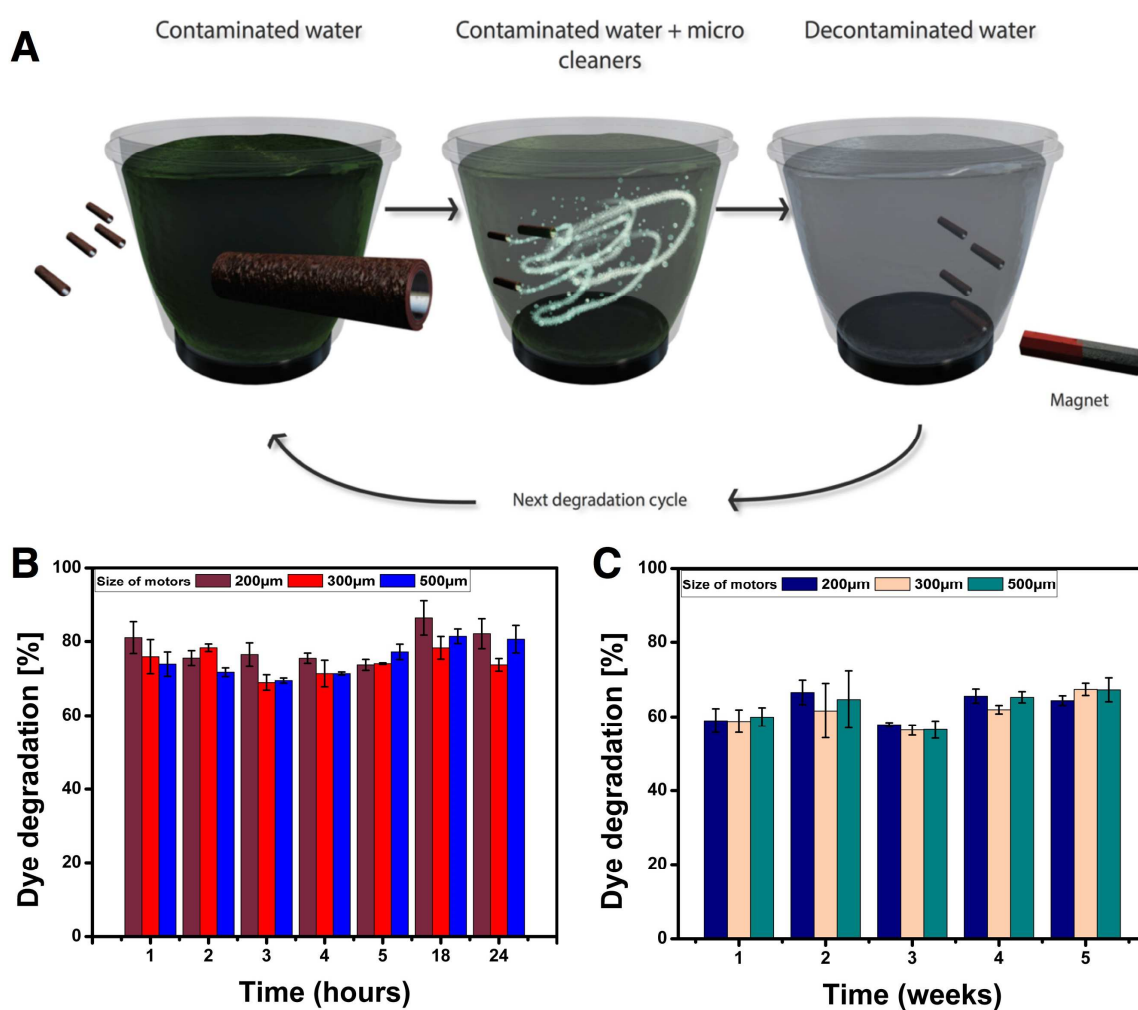 A
Contaminated water
Contaminated water + micro
cleaners
Decontaminated water
Magnet
Next degradation cycle
B
Size of motors 200μm 300μm 500μm
Dye degradation [%]
100
80
60
40
20
0
1 2 3 4 5 18 24
Time (hours)
C
Size of motors 200μm 300μm 500μm
Dye degradation [%]
100
80
60
40
20
0
1 2 3 4 5
Time (weeks)